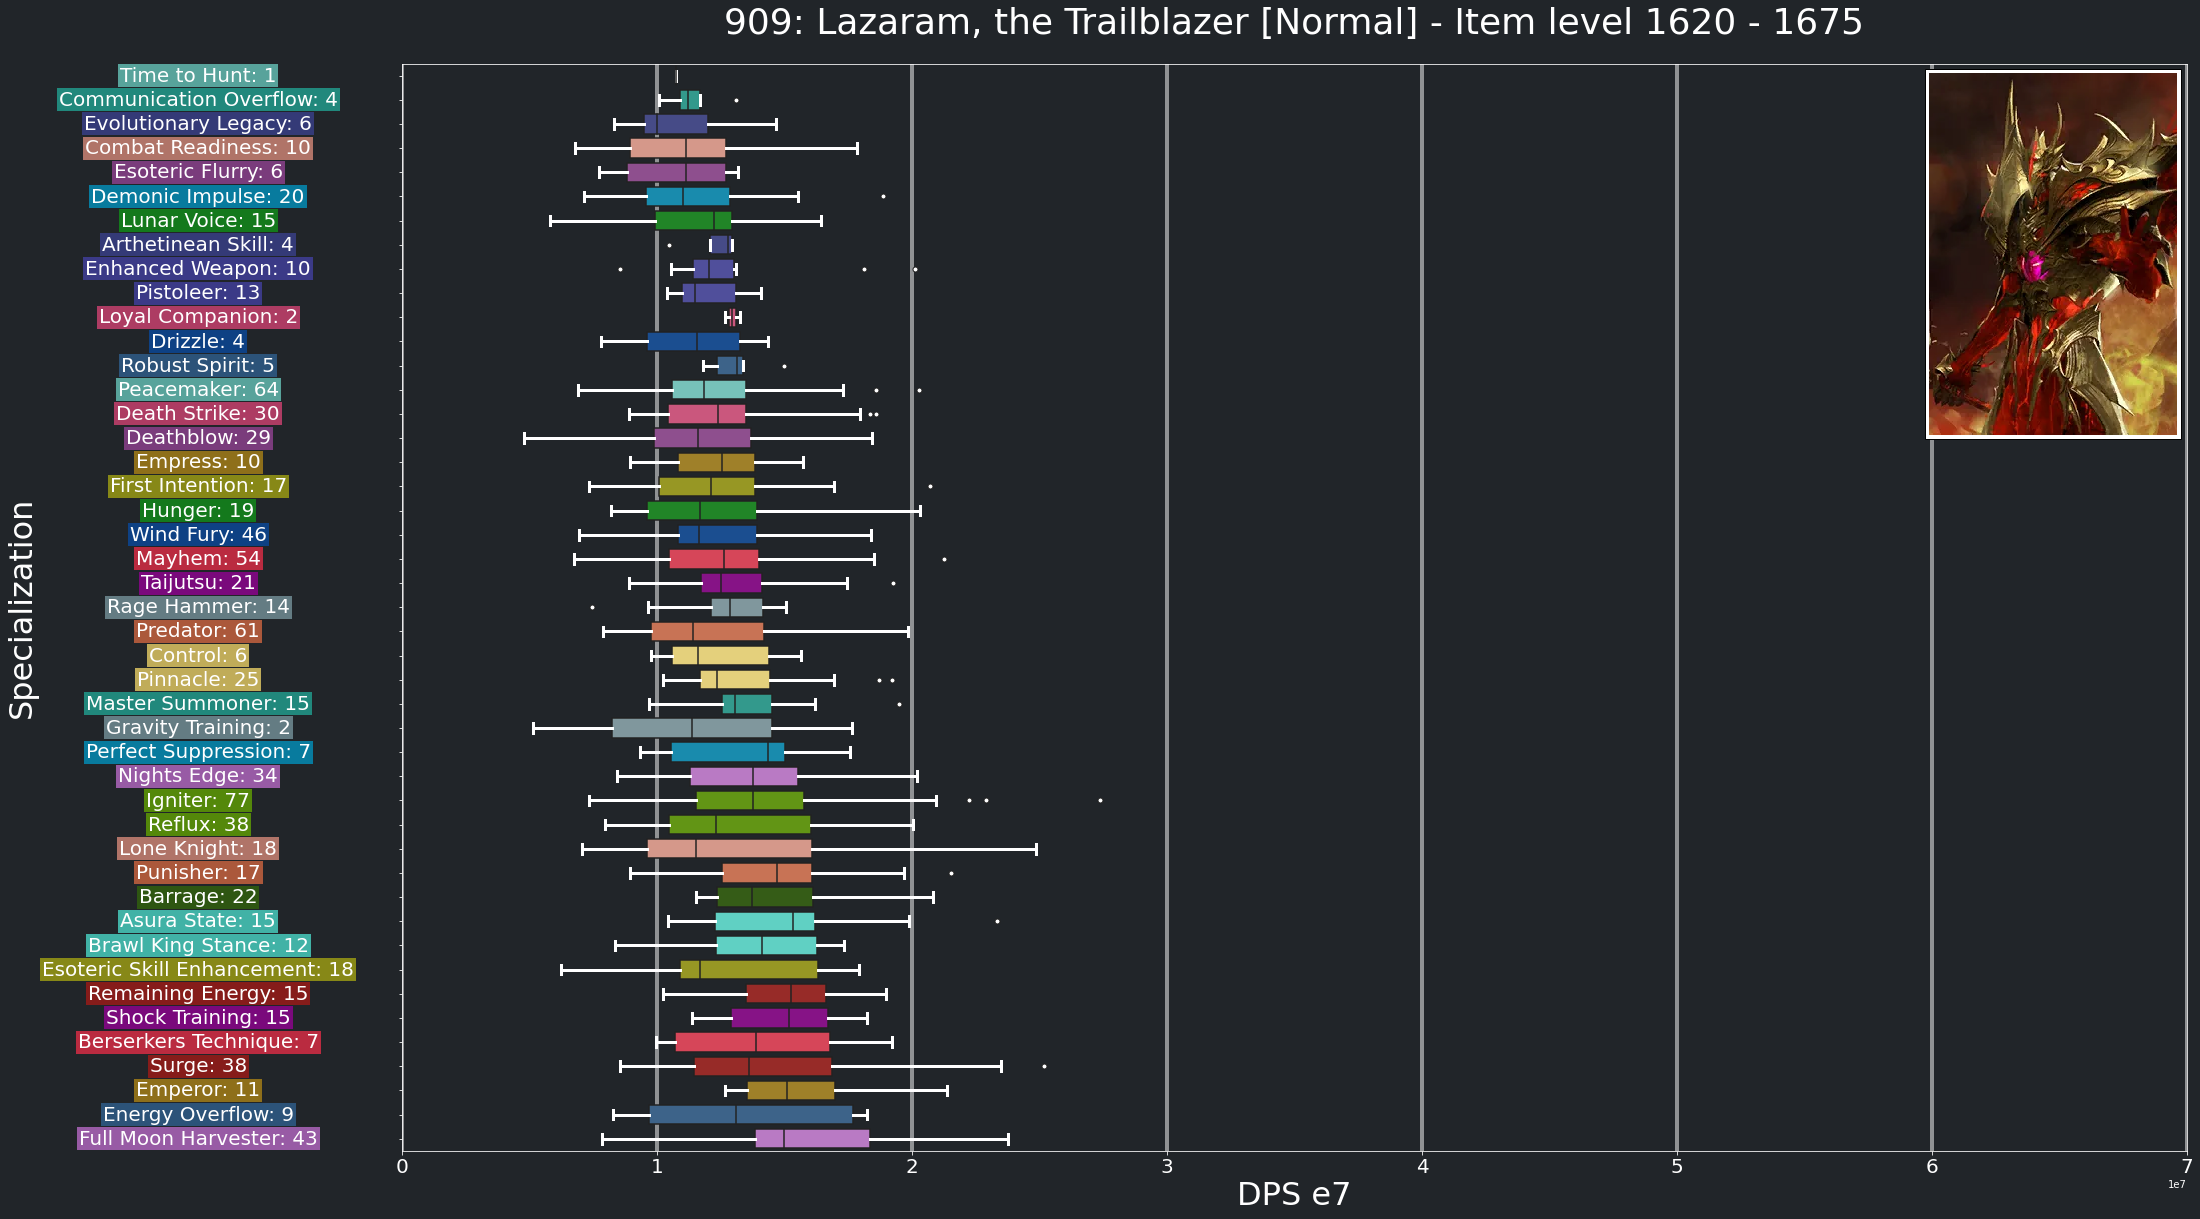 909: Lazaram, the Trailblazer [Normal] - Item level 1620 - 1675
Specialization
Time to Hunt: 1
Communication Overflow: 4
Evolutionary Legacy: 6
Combat Readiness: 10
Esoteric Flurry: 6
Demonic Impulse: 20
Lunar Voice: 15
Arthetinean Skill: 4
Enhanced Weapon: 10
Pistoleer: 13
Loyal Companion: 2
Drizzle: 4
Robust Spirit: 5
Peacemaker: 64
Death Strike: 30
Deathblow: 29
Empress: 10
First Intention: 17
Hunger: 19
Wind Fury: 46
Mayhem: 54
Taijutsu: 21
Rage Hammer: 14
Predator: 61
Control: 6
Pinnacle: 25
Master Summoner: 15
Gravity Training: 2
Perfect Suppression: 7
Nights Edge: 34
Igniter: 77
Reflux: 38
Lone Knight: 18
Punisher: 17
Barrage: 22
Asura State: 15
Brawl King Stance: 12
Esoteric Skill Enhancement: 18
Remaining Energy: 15
Shock Training: 15
Berserkers Technique: 7
Surge: 38
Emperor: 11
Energy Overflow: 9
Full Moon Harvester: 43
0 1 2 3 4 5 6 7
1e7
DPS e7